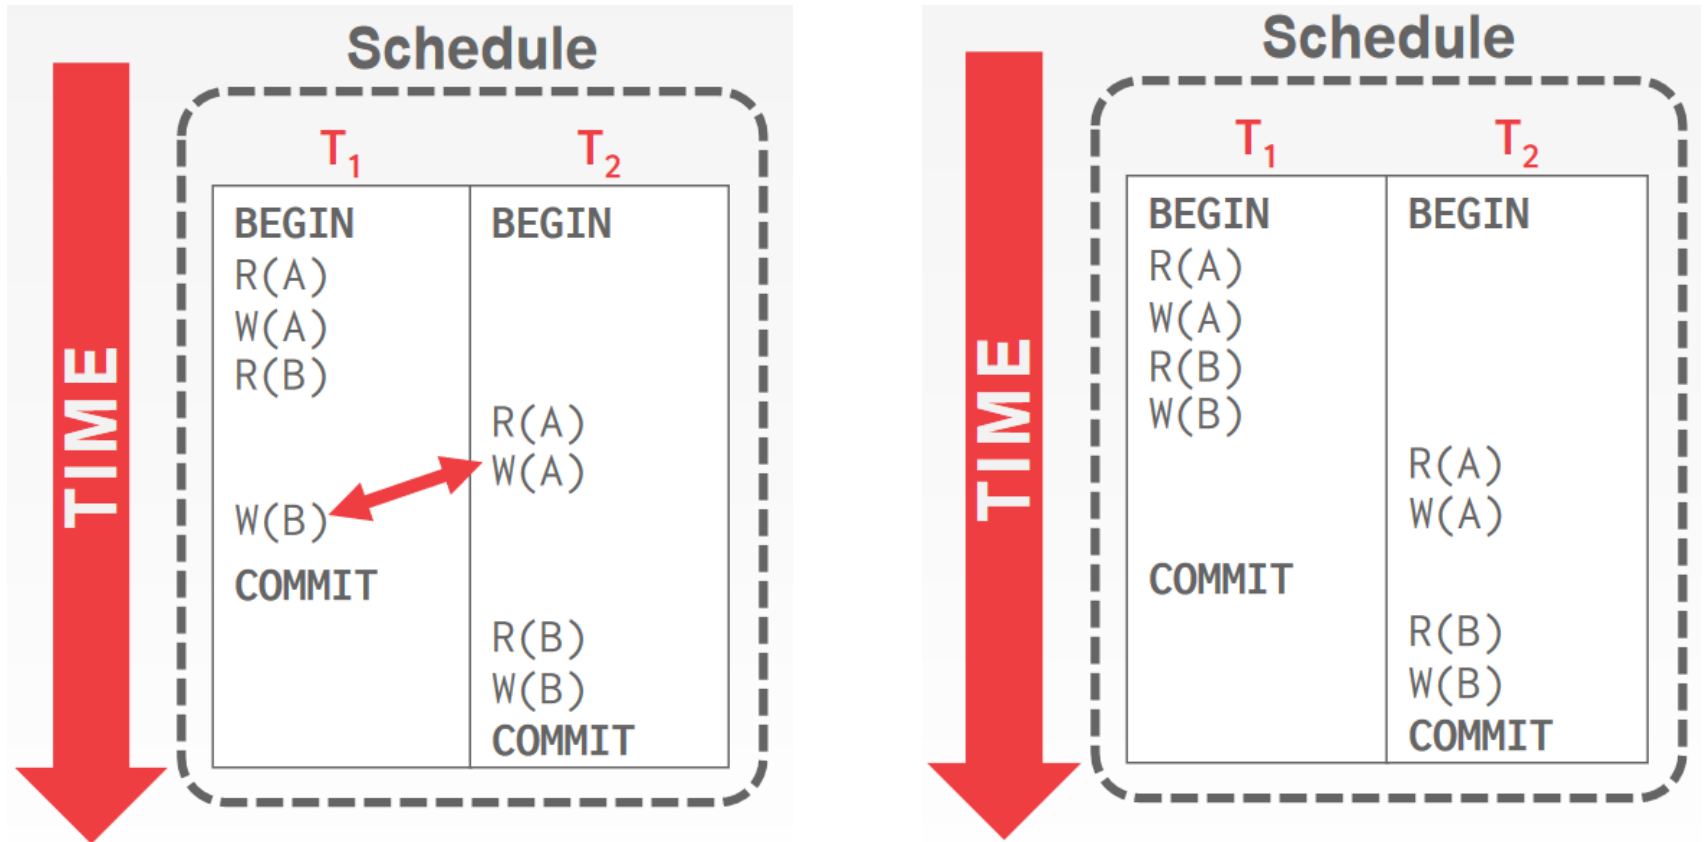 Schedule
TIME
T1 T2
BEGIN BEGIN
R(A)
W(A)
R(B)
R(A)
W(A)
W(B)
COMMIT
R(B)
W(B)
COMMIT
Schedule
TIME
T1 T2
BEGIN BEGIN
R(A)
W(A)
R(B)
W(B)
R(A)
W(A)
COMMIT
R(B)
W(B)
COMMIT